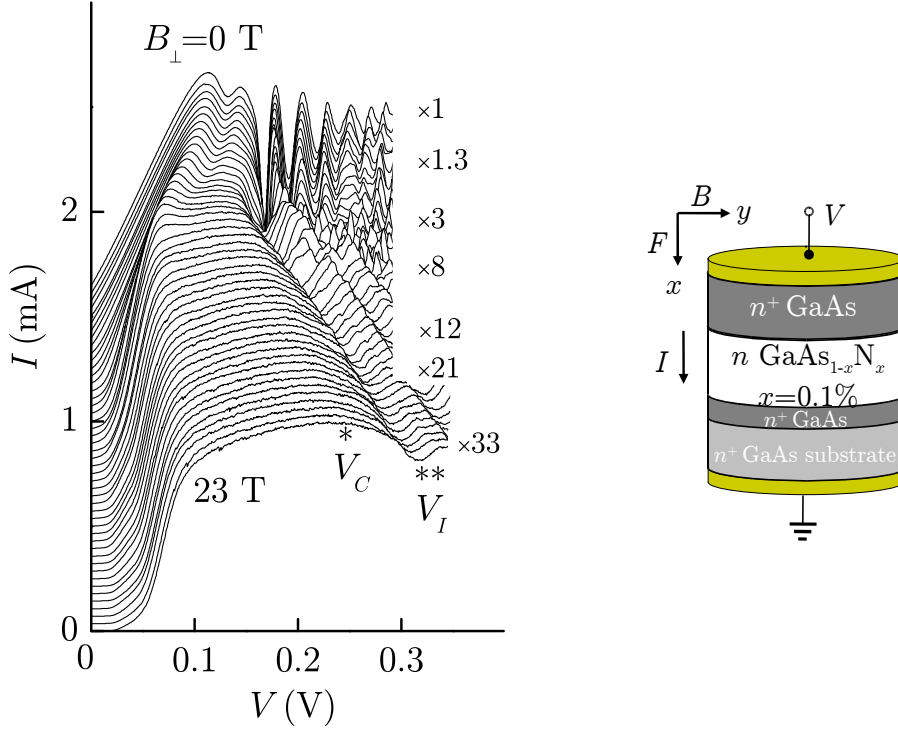 B⊥=0 T
×1
×1.3
×3
×8
×12
×21
×33
2
1
0
I (mA)
*
V_C
**
V_I
23 T
0 0.1 0.2 0.3
V (V)
B
y
F
x
V
I
n⁺ GaAs
n GaAs₁₋ₓNₓ
x=0.1%
n⁺ GaAs
n⁺ GaAs substrate